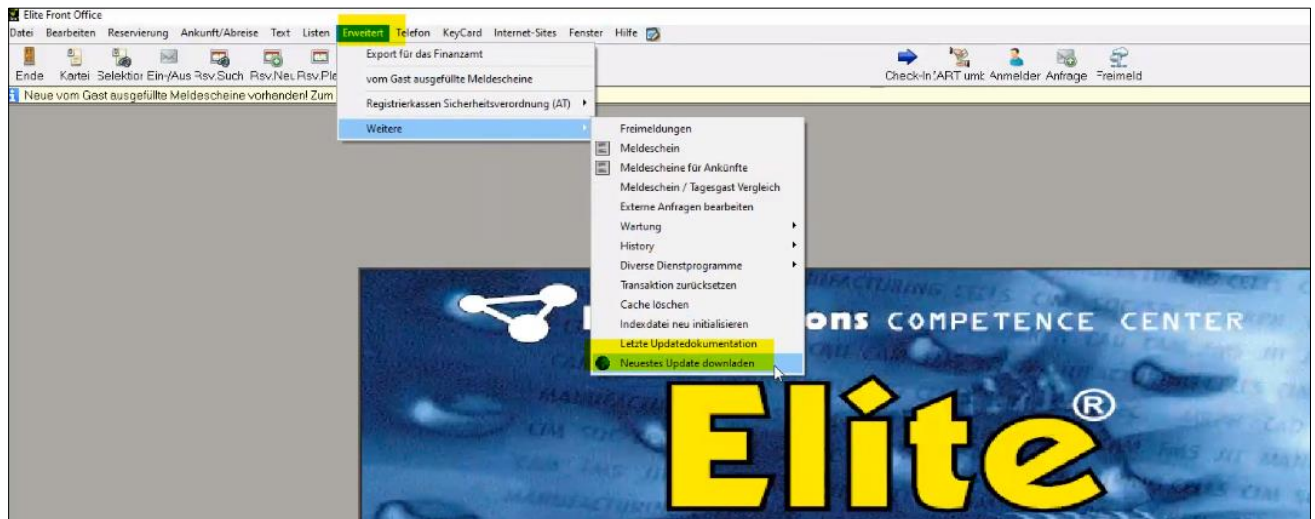 Elite Front Office
Datei Bearbeiten Reservierung Ankunft/Abreise Text Listen Erweitert Telefon KeyCard Internet-Sites Fenster Hilfe
Ende Kartei Selektior Ein-/Aus Rsv.Such Rsv.Neu Rsv.Ple
Check-In ART umb Anmelder Anfrage Freimeld
Neue vom Gast ausgefüllte Meldescheine vorhanden! Zum
Export für das Finanzamt
vom Gast ausgefüllte Meldescheine
Registrierkassen Sicherheitsverordnung (AT)
Weitere
Freimeldungen
Meldeschein
Meldescheine für Ankünfte
Meldeschein / Tagesgast Vergleich
Externe Anfragen bearbeiten
Wartung
History
Diverse Dienstprogramme
Transaktion zurücksetzen
Cache löschen
Indexdatei neu initialisieren
Letzte Updatedokumentation
Neuestes Update downladen
ons COMPETENCE CENTER
Elite®